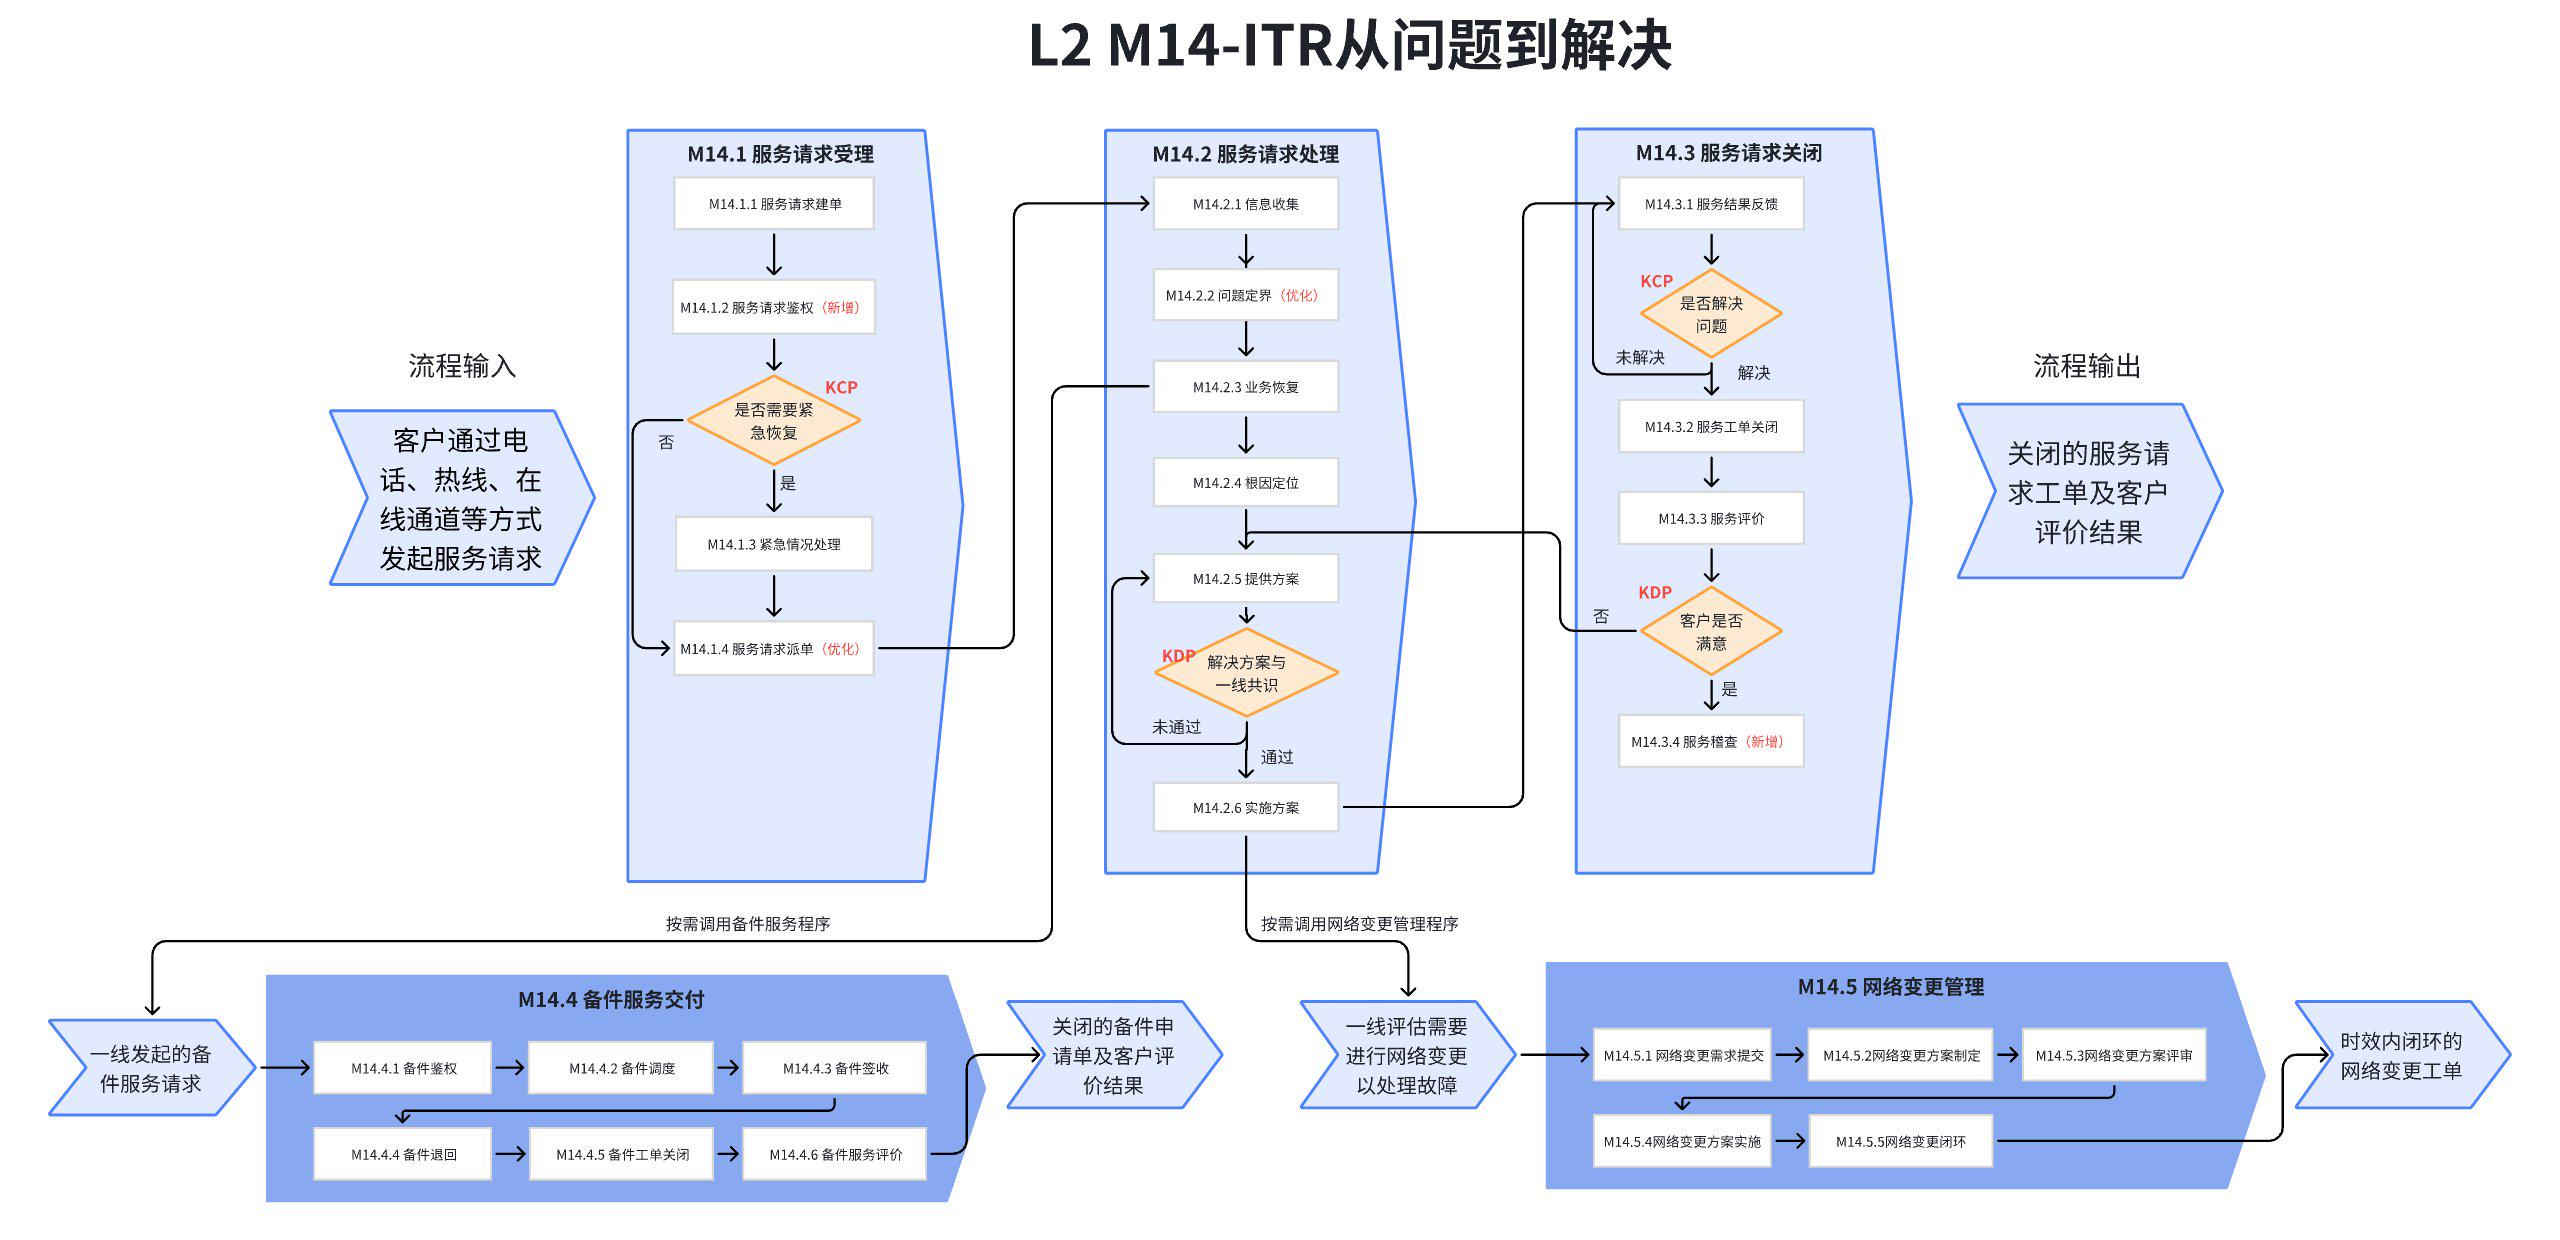 L2 M14-ITR从问题到解决
流程输入
客户通过电
话、热线、在
线通道等方式
发起服务请求
M14.1 服务请求受理
M14.1.1 服务请求建单
M14.1.2 服务请求鉴权（新增）
KCP
是否需要紧
急恢复
否
是
M14.1.3 紧急情况处理
M14.1.4 服务请求派单（优化）
M14.2 服务请求处理
M14.2.1 信息收集
M14.2.2 问题定界（优化）
M14.2.3 业务恢复
M14.2.4 根因定位
M14.2.5 提供方案
KDP
解决方案与
一线共识
未通过
通过
M14.2.6 实施方案
M14.3 服务请求关闭
M14.3.1 服务结果反馈
KCP
是否解决
问题
未解决
解决
M14.3.2 服务工单关闭
M14.3.3 服务评价
KDP
客户是否
满意
否
是
M14.3.4 服务稽查（新增）
流程输出
关闭的服务请
求工单及客户
评价结果
按需调用备件服务程序
按需调用网络变更管理程序
一线发起的备
件服务请求
M14.4 备件服务交付
M14.4.1 备件鉴权
M14.4.2 备件调度
M14.4.3 备件签收
M14.4.4 备件退回
M14.4.5 备件工单关闭
M14.4.6 备件服务评价
关闭的备件申
请单及客户评
价结果
一线评估需要
进行网络变更
以处理故障
M14.5 网络变更管理
M14.5.1 网络变更需求提交
M14.5.2网络变更方案制定
M14.5.3网络变更方案评审
M14.5.4网络变更方案实施
M14.5.5网络变更闭环
时效内闭环的
网络变更工单